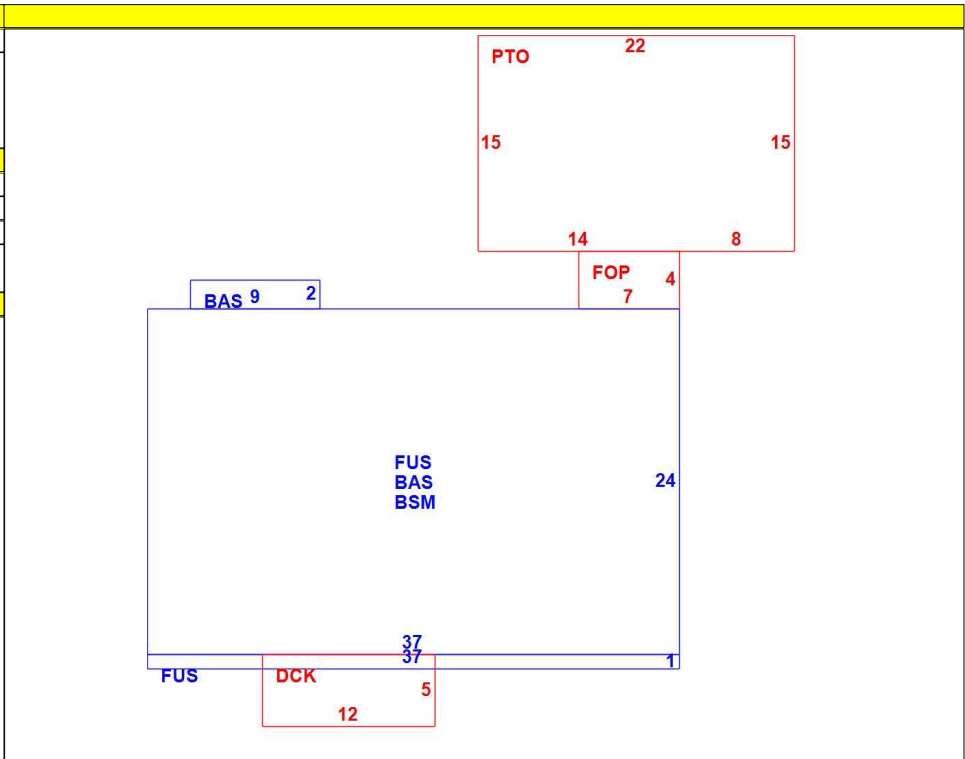 22
PTO
15 15
14 8
FOP 4
7
BAS 9 2
FUS
BAS
BSM
24
37
37
1
FUS DCK
5
12